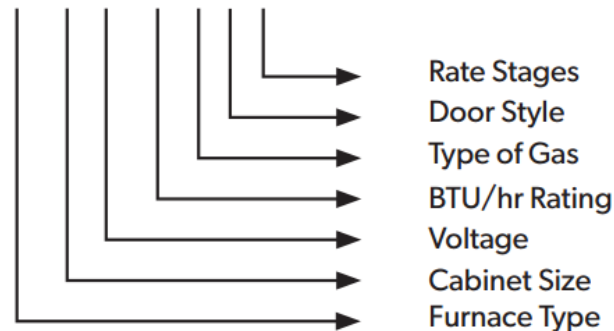 Rate Stages
Door Style
Type of Gas
BTU/hr Rating
Voltage
Cabinet Size
Furnace Type